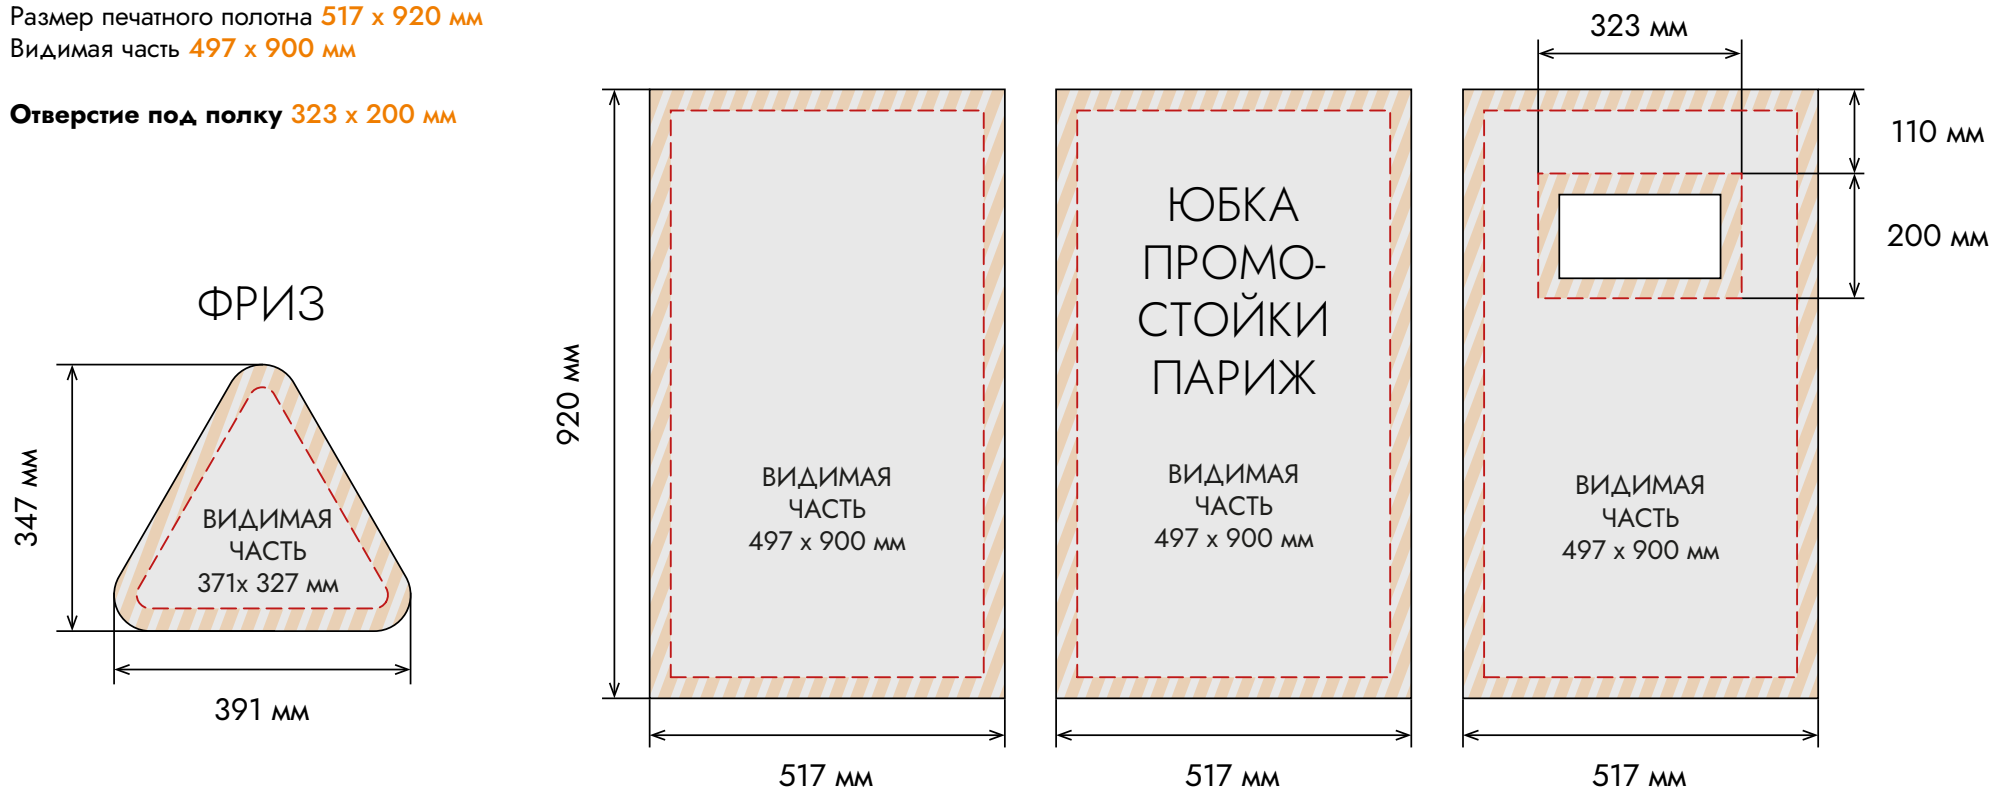 Размер печатного полотна 517 х 920 мм
Видимая часть 497 х 900 мм
Отверстие под полку 323 х 200 мм
ФРИЗ
347 мм
ВИДИМАЯ
ЧАСТЬ
371х 327 мм
391 мм
920 мм
ВИДИМАЯ
ЧАСТЬ
497 х 900 мм
517 мм
ЮБКА
ПРОМО-
СТОЙКИ
ПАРИЖ
ВИДИМАЯ
ЧАСТЬ
497 х 900 мм
517 мм
323 мм
110 мм
200 мм
ВИДИМАЯ
ЧАСТЬ
497 х 900 мм
517 мм